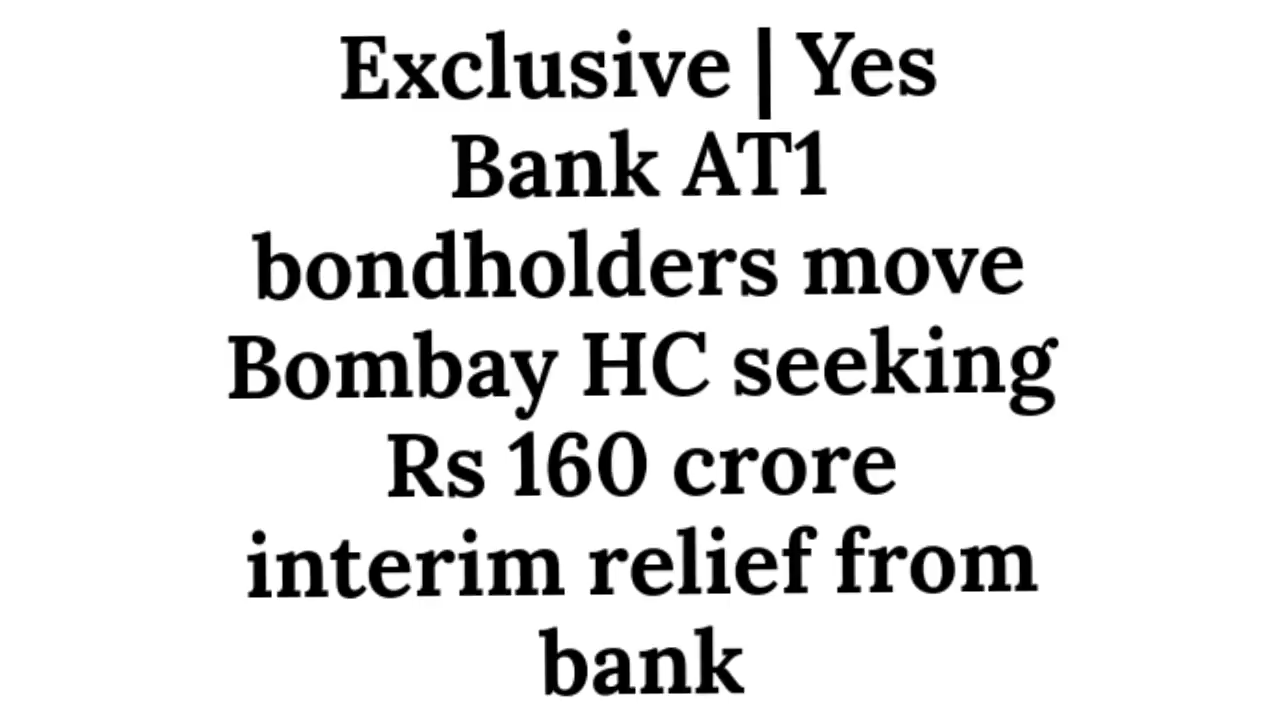 Exclusive | Yes
Bank AT1
bondholders move
Bombay HC seeking
Rs 160 crore
interim relief from
bank